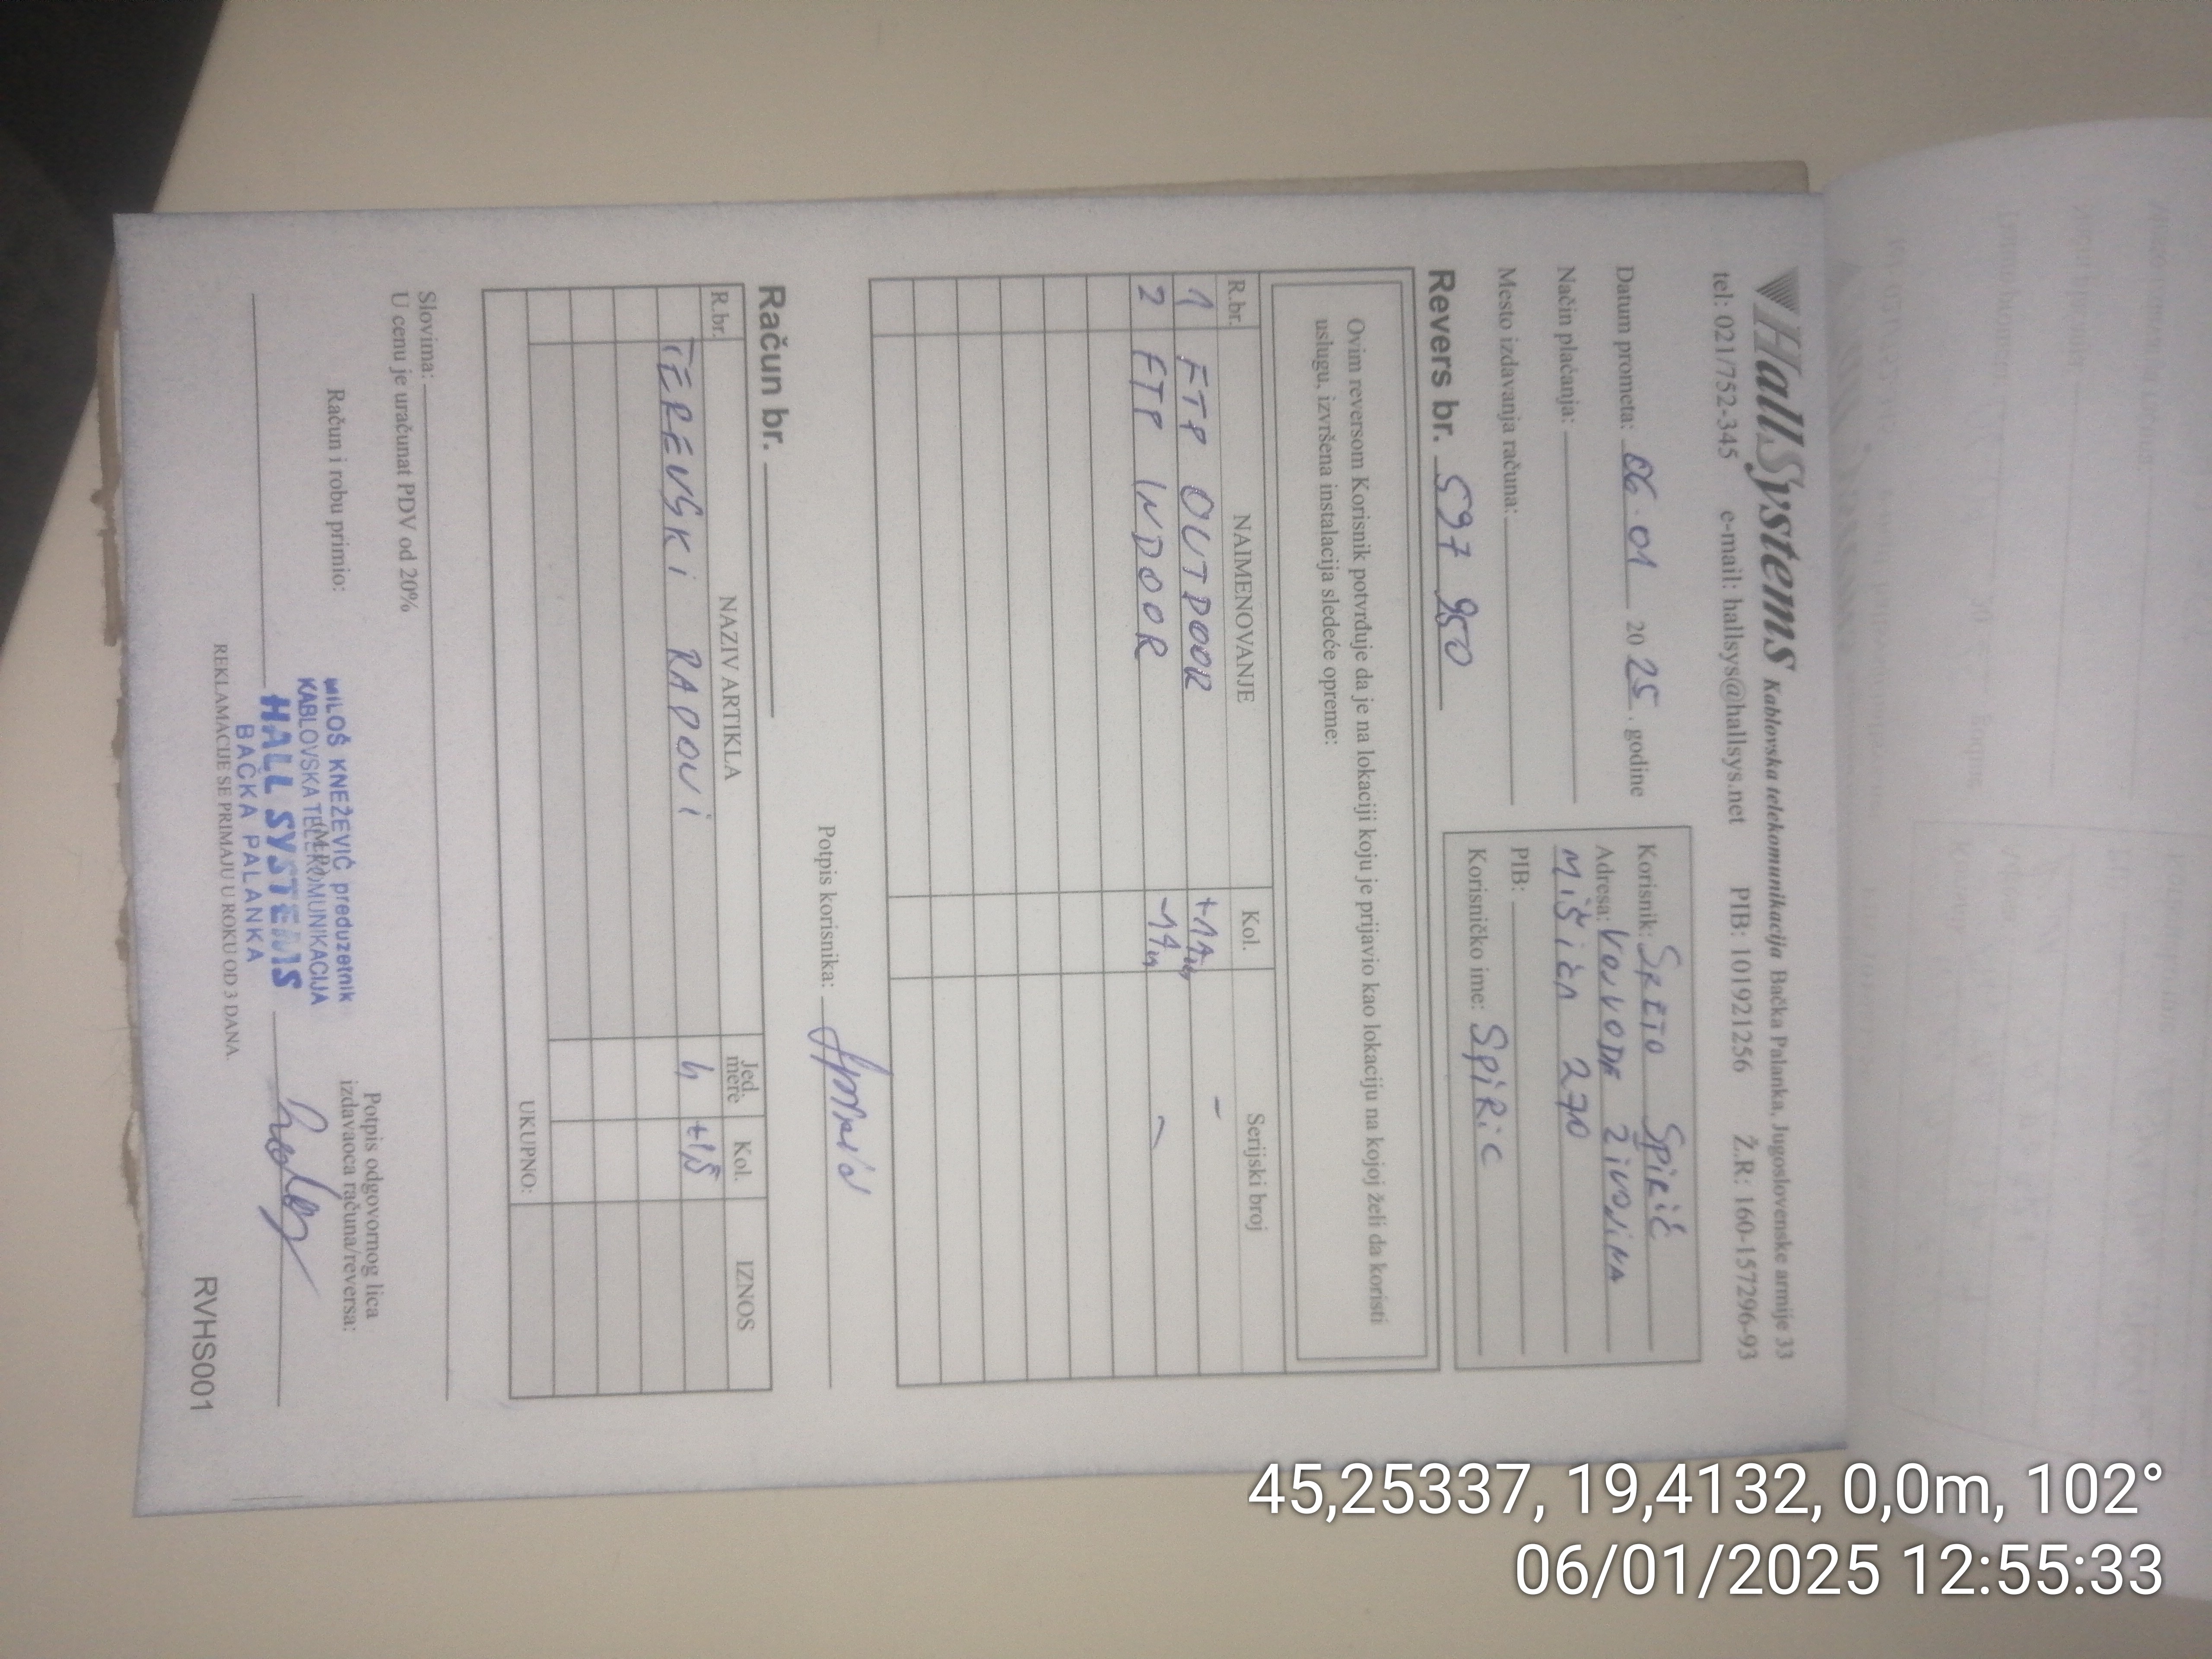 HallSystems Kablovska telekomunikacija Bačka Palanka, Jugoslovenske armije 33
tel: 021/752-345 e-mail: hallsys@hallsys.net PIB: 101921256 Ž.R: 160-157296-93
Datum prometa: 06.01 2025. godine
Način plaćanja:
Mesto izdavanja računa:
Korisnik: SRETO SPIRIĆ
Adresa: VOJVODE ŽIVOJINA
MIŠIĆA 270
PIB:
Korisničko ime: SPIRIC
Revers br. 597 950
Ovim reversom Korisnik potvrđuje da je na lokaciji koju je prijavio kao lokaciju na kojoj želi da koristi
uslugu, izvršena instalacija sledeće opreme:
R.br. NAIMENOVANJE Kol. Serijski broj
1 FTP OUTDOOR -
2 FTP INDOOR -
Potpis korisnika:
Račun br.
R.br. NAZIV ARTIKLA Jed. mere Kol. IZNOS
TERENSKI RADOVI h
UKUPNO:
Slovima:
U cenu je uračunat PDV od 20%
Račun i robu primio:
(M.P.)
Potpis odgovornog lica
izdavaoca računa/reversa:
MILOŠ KNEŽEVIĆ preduzetnik
KABLOVSKA TELEKOMUNIKACIJA
HALL SYSTEMS
BAČKA PALANKA
REKLAMACIJE SE PRIMAJU U ROKU OD 3 DANA
RVHS001
45,25337, 19,4132, 0,0m, 102°
06/01/2025 12:55:33